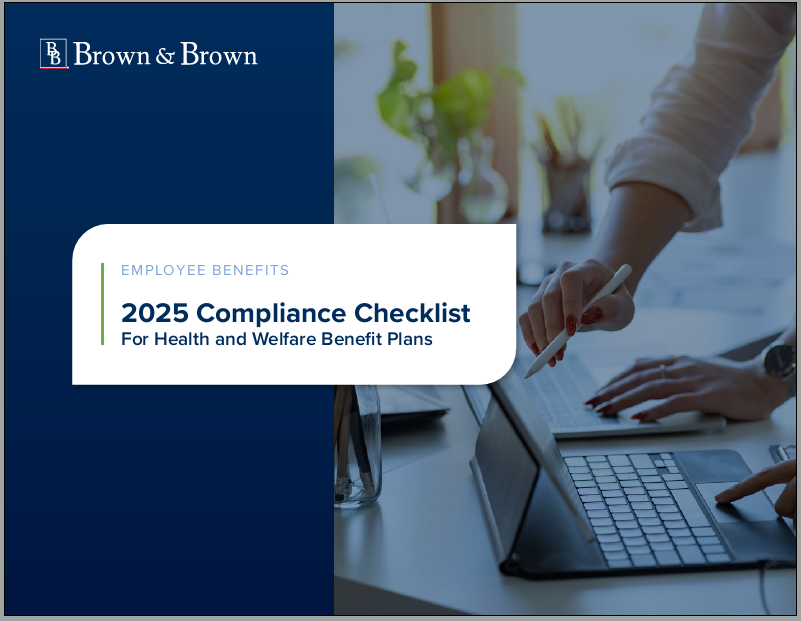 Brown & Brown
EMPLOYEE BENEFITS
2025 Compliance Checklist
For Health and Welfare Benefit Plans